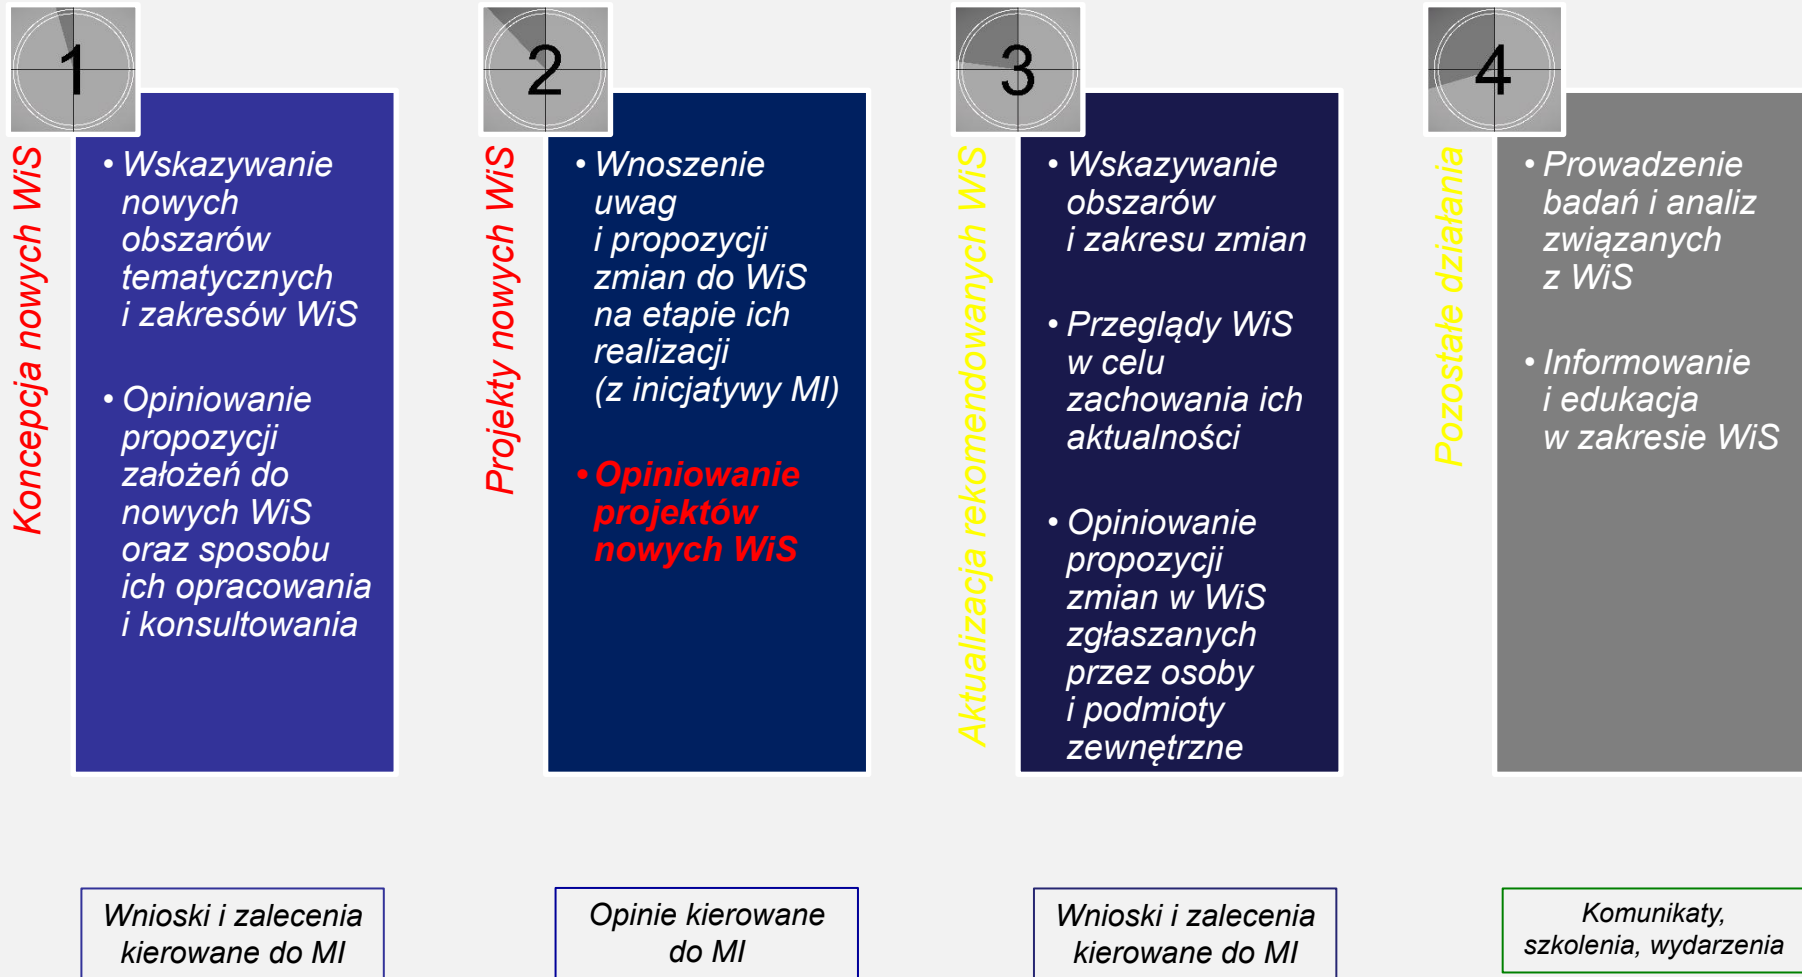 1
Koncepcja nowych WiS
• Wskazywanie
nowych
obszarów
tematycznych
i zakresów WiS
• Opiniowanie
propozycji
założeń do
nowych WiS
oraz sposobu
ich opracowania
i konsultowania
Wnioski i zalecenia
kierowane do MI
2
Projekty nowych WiS
• Wnoszenie
uwag
i propozycji
zmian do WiS
na etapie ich
realizacji
(z inicjatywy MI)
• Opiniowanie
projektów
nowych WiS
Opinie kierowane
do MI
3
Aktualizacja rekomendowanych WiS
• Wskazywanie
obszarów
i zakresu zmian
• Przeglądy WiS
w celu
zachowania ich
aktualności
• Opiniowanie
propozycji
zmian w WiS
zgłaszanych
przez osoby
i podmioty
zewnętrzne
Wnioski i zalecenia
kierowane do MI
4
Pozostałe działania
• Prowadzenie
badań i analiz
związanych
z WiS
• Informowanie
i edukacja
w zakresie WiS
Komunikaty,
szkolenia, wydarzenia